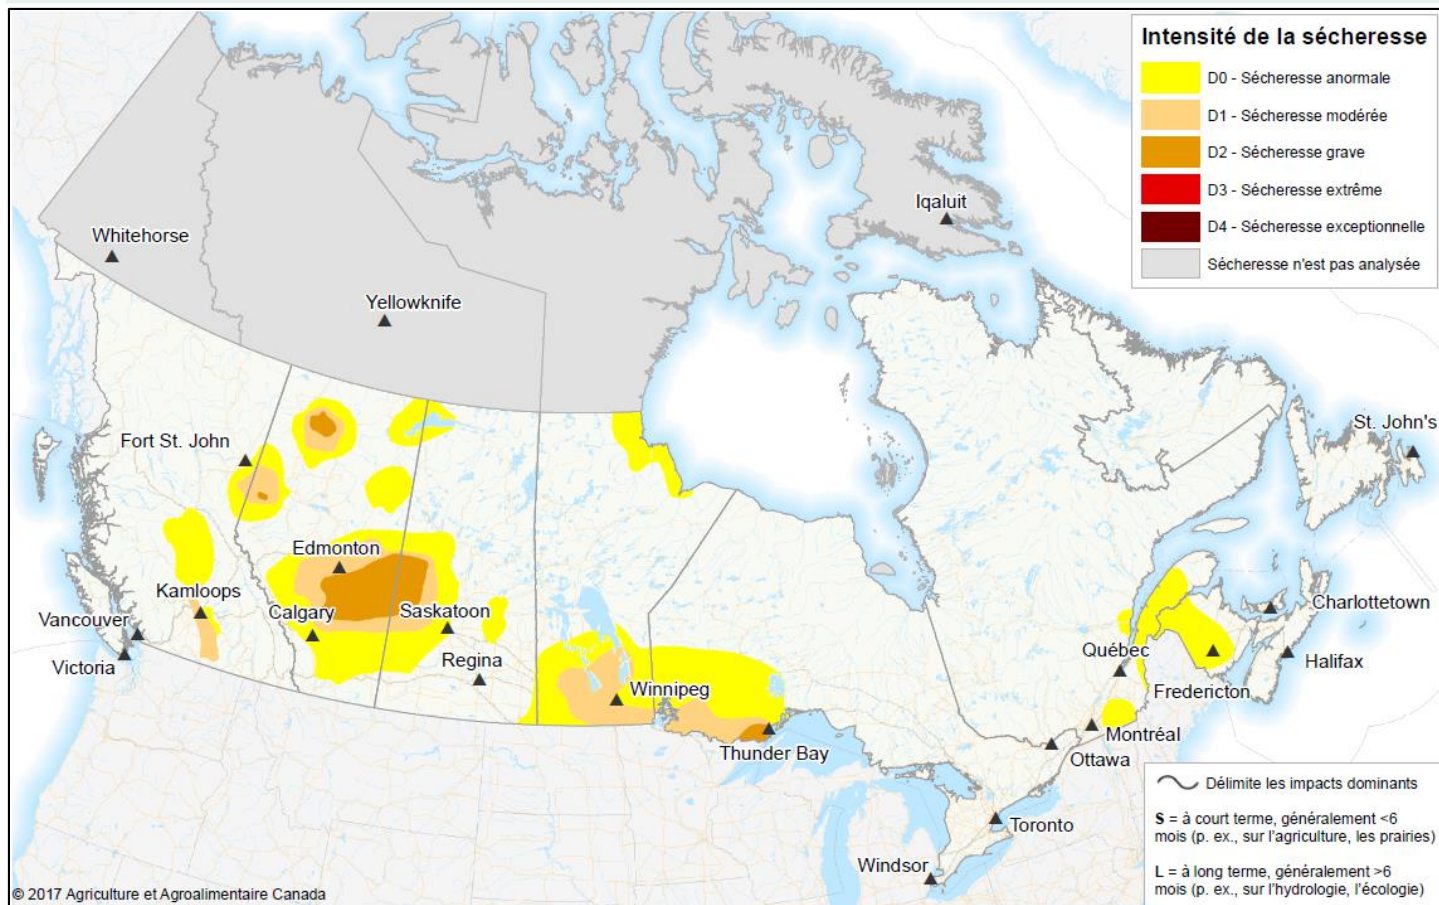 Intensité de la sécheresse
D0 - Sécheresse anormale
D1 - Sécheresse modérée
D2 - Sécheresse grave
D3 - Sécheresse extrême
D4 - Sécheresse exceptionnelle
Sécheresse n'est pas analysée
Iqaluit
Whitehorse
Yellowknife
St. John's
Fort St. John
Edmonton
Kamloops
Calgary
Saskatoon
Vancouver
Charlottetown
Québec
Victoria
Regina
Halifax
Winnipeg
Fredericton
Montréal
Thunder Bay
Ottawa
Toronto
Windsor
Délimite les impacts dominants
S = à court terme, généralement <6
mois (p. ex., sur l'agriculture, les prairies)
L = à long terme, généralement >6
mois (p. ex., sur l'hydrologie, l'écologie)
© 2017 Agriculture et Agroalimentaire Canada